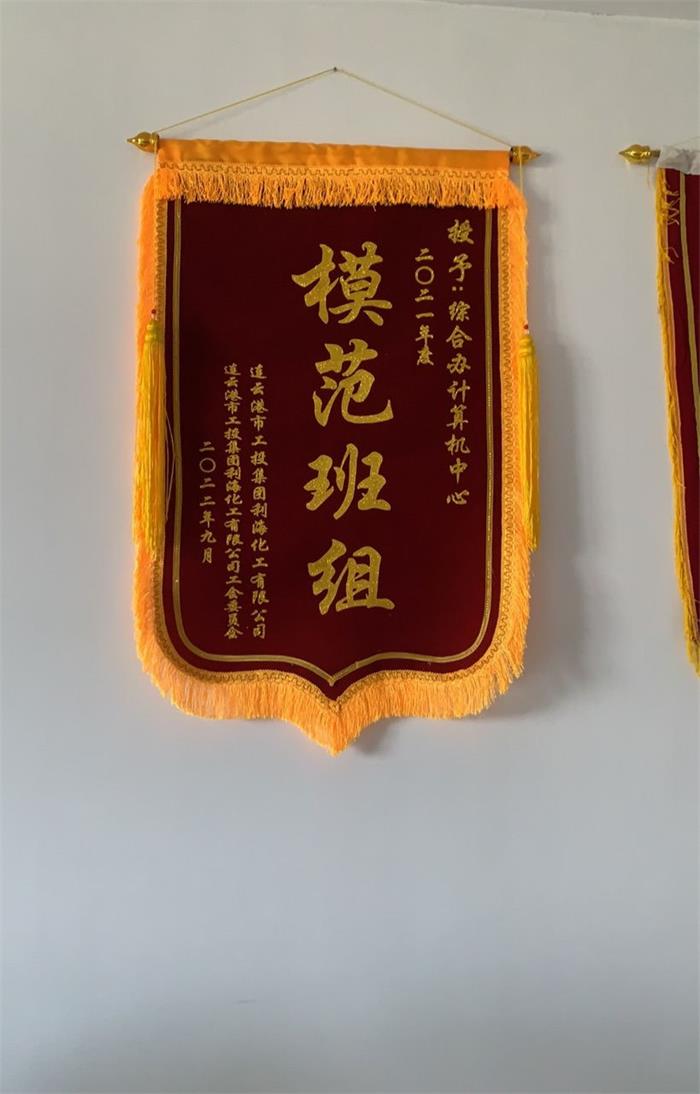 授予：综合办计算机中心
二〇二一年度
模范班组
连云港市工投集团利海化工有限公司
连云港市工投集团利海化工有限公司工会委员会
二〇二二年九月